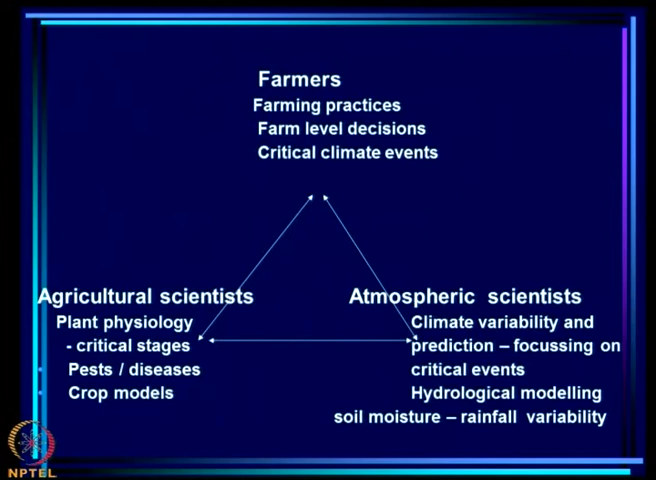 Farmers
Farming practices
Farm level decisions
Critical climate events
Agricultural scientists
Plant physiology
- critical stages
Pests / diseases
Crop models
Atmospheric scientists
Climate variability and
prediction – focussing on
critical events
Hydrological modelling
soil moisture – rainfall variability
NPTEL